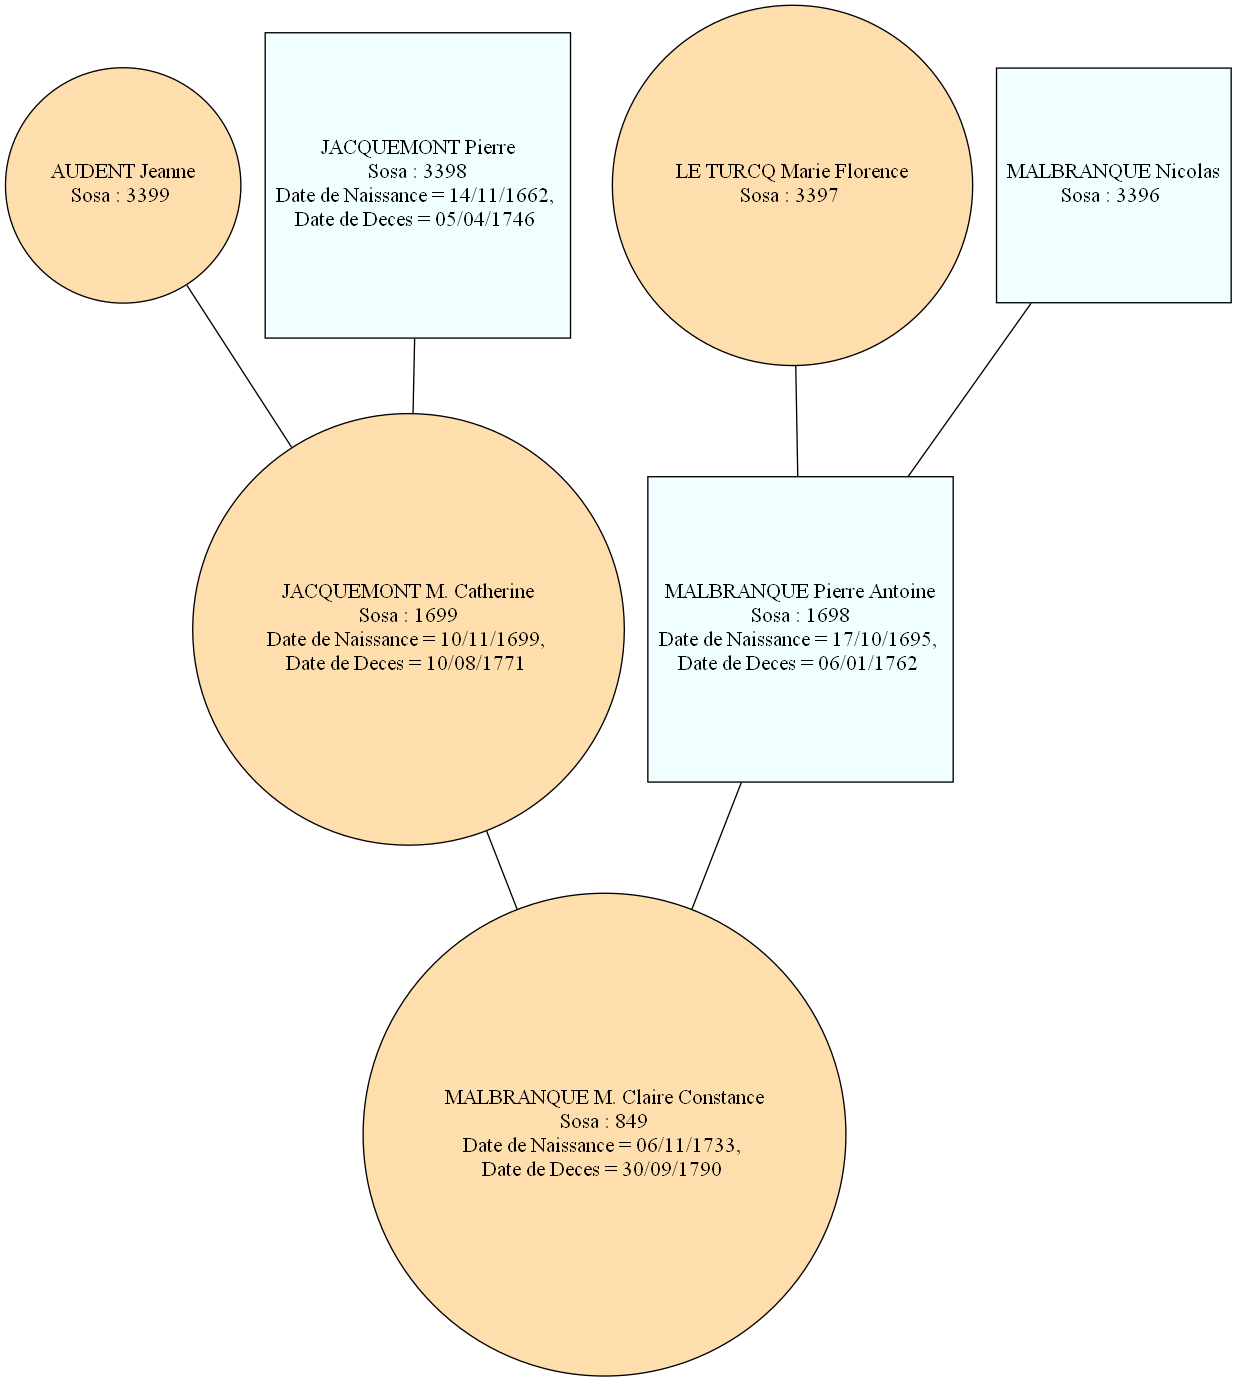 AUDENT Jeanne
Sosa : 3399
JACQUEMONT Pierre
Sosa : 3398
Date de Naissance = 14/11/1662,
Date de Deces = 05/04/1746
LE TURCQ Marie Florence
Sosa : 3397
MALBRANQUE Nicolas
Sosa : 3396
JACQUEMONT M. Catherine
Sosa : 1699
Date de Naissance = 10/11/1699,
Date de Deces = 10/08/1771
MALBRANQUE Pierre Antoine
Sosa : 1698
Date de Naissance = 17/10/1695,
Date de Deces = 06/01/1762
MALBRANQUE M. Claire Constance
Sosa : 849
Date de Naissance = 06/11/1733,
Date de Deces = 30/09/1790